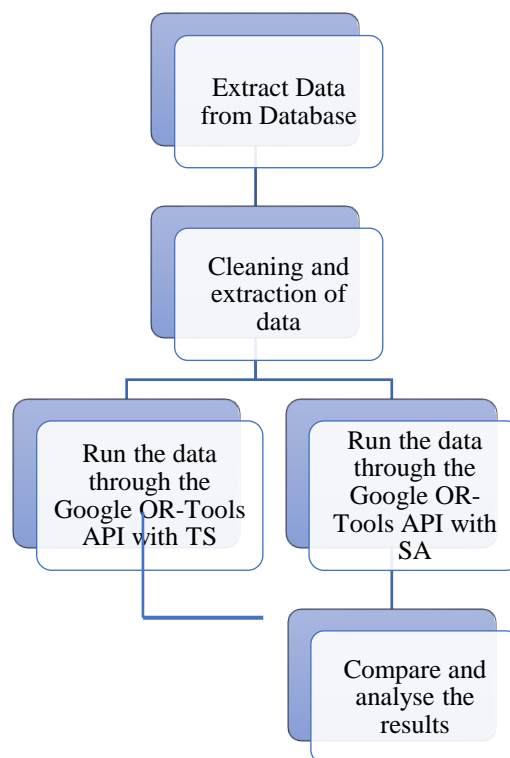 Extract Data
from Database
Cleaning and
extraction of
data
Run the data
through the
Google OR-Tools
API with TS
Run the data
through the
Google OR-
Tools API with
SA
Compare and
analyse the
results